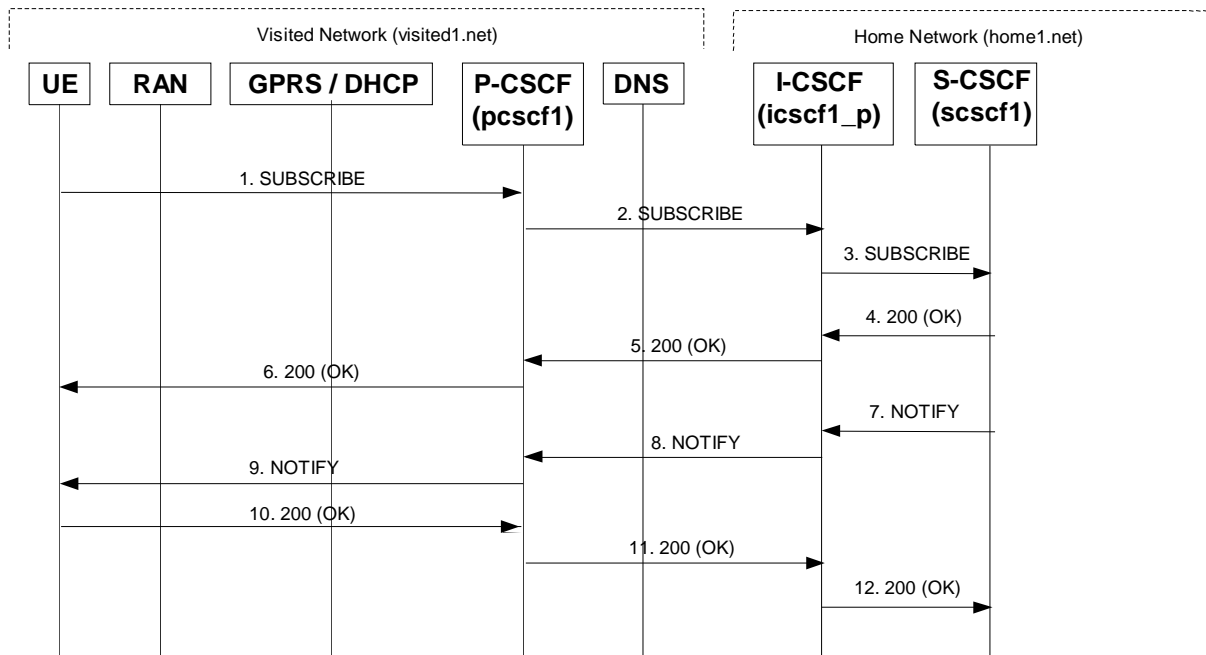 Visited Network (visited1.net)
Home Network (home1.net)
UE
RAN
GPRS / DHCP
P-CSCF
(pcscf1)
DNS
I-CSCF
(icscf1_p)
S-CSCF
(scscf1)
1. SUBSCRIBE
2. SUBSCRIBE
3. SUBSCRIBE
4. 200 (OK)
5. 200 (OK)
6. 200 (OK)
7. NOTIFY
8. NOTIFY
9. NOTIFY
10. 200 (OK)
11. 200 (OK)
12. 200 (OK)